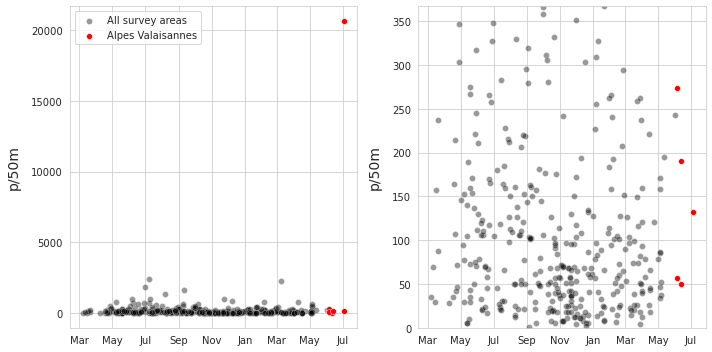 All survey areas
Alpes Valaisannes
p/50m
20000
15000
10000
5000
0
Mar May Jul Sep Nov Jan Mar May Jul
p/50m
350
300
250
200
150
100
50
0
Mar May Jul Sep Nov Jan Mar May Jul